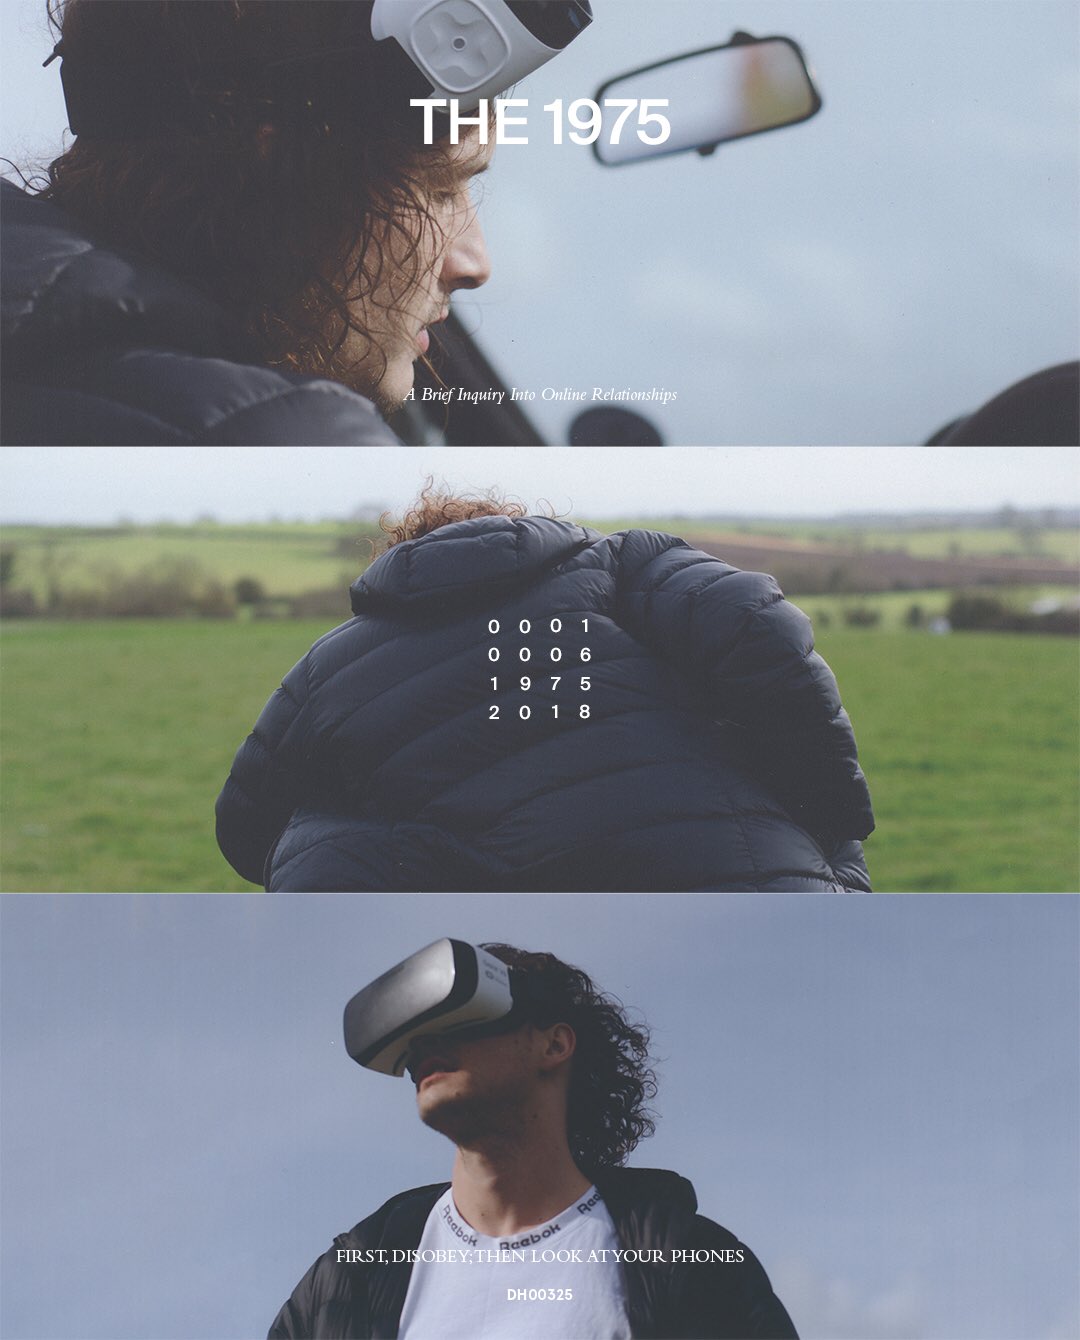 THE 1975
A Brief Inquiry Into Online Relationships
0 0 0 1
0 0 0 6
1 9 7 5
2 0 1 8
Reebok Reebok Ree
FIRST, DISOBEY; THEN LOOK AT YOUR PHONES
DH00325